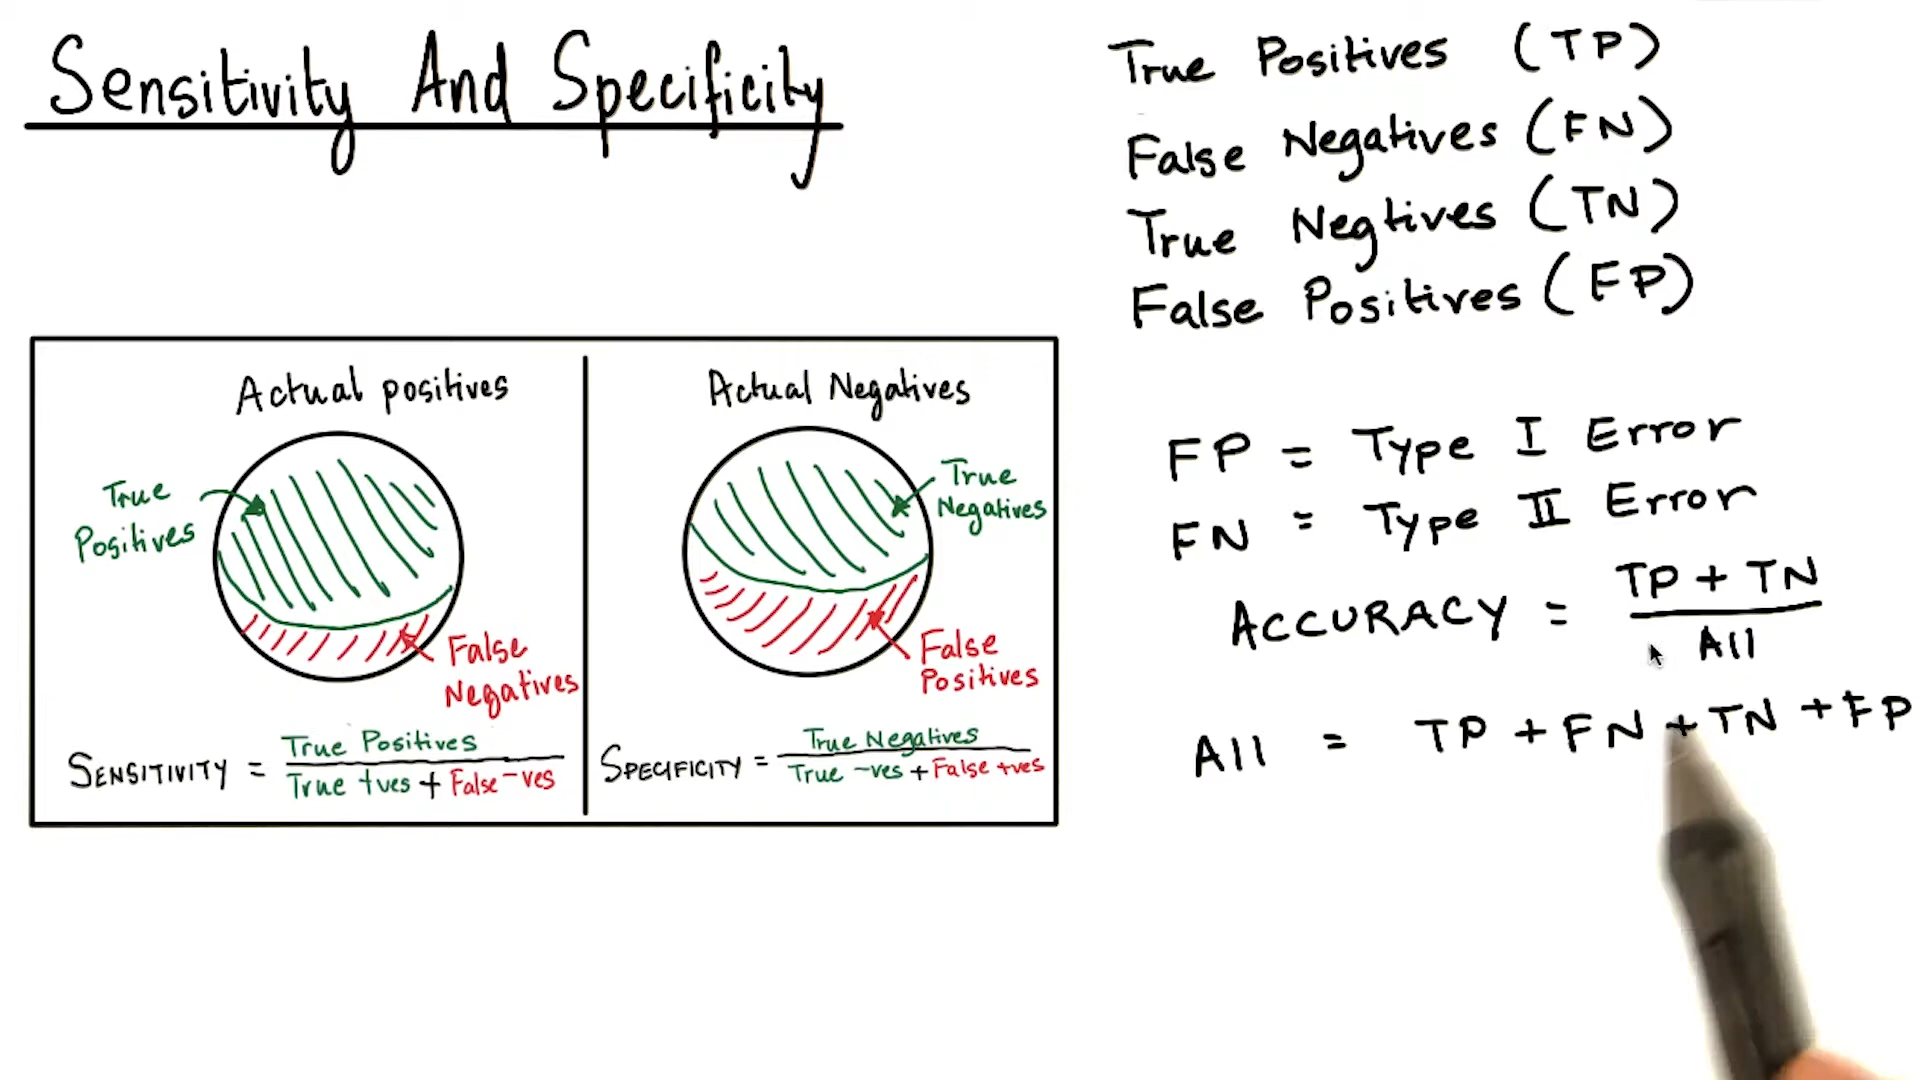 Sensitivity And Specificity
Actual positives
True
Positives
False
Negatives
SENSITIVITY = True Positives / True +ves + False -ves
Actual Negatives
True
Negatives
False
Positives
SPECIFICITY = True Negatives / True -ves + False +ves
True Positives (TP)
False Negatives (FN)
True Negtives (TN)
False Positives (FP)
FP = Type I Error
FN = Type II Error
ACCURACY = TP + TN / All
All = TP + FN + TN + FP